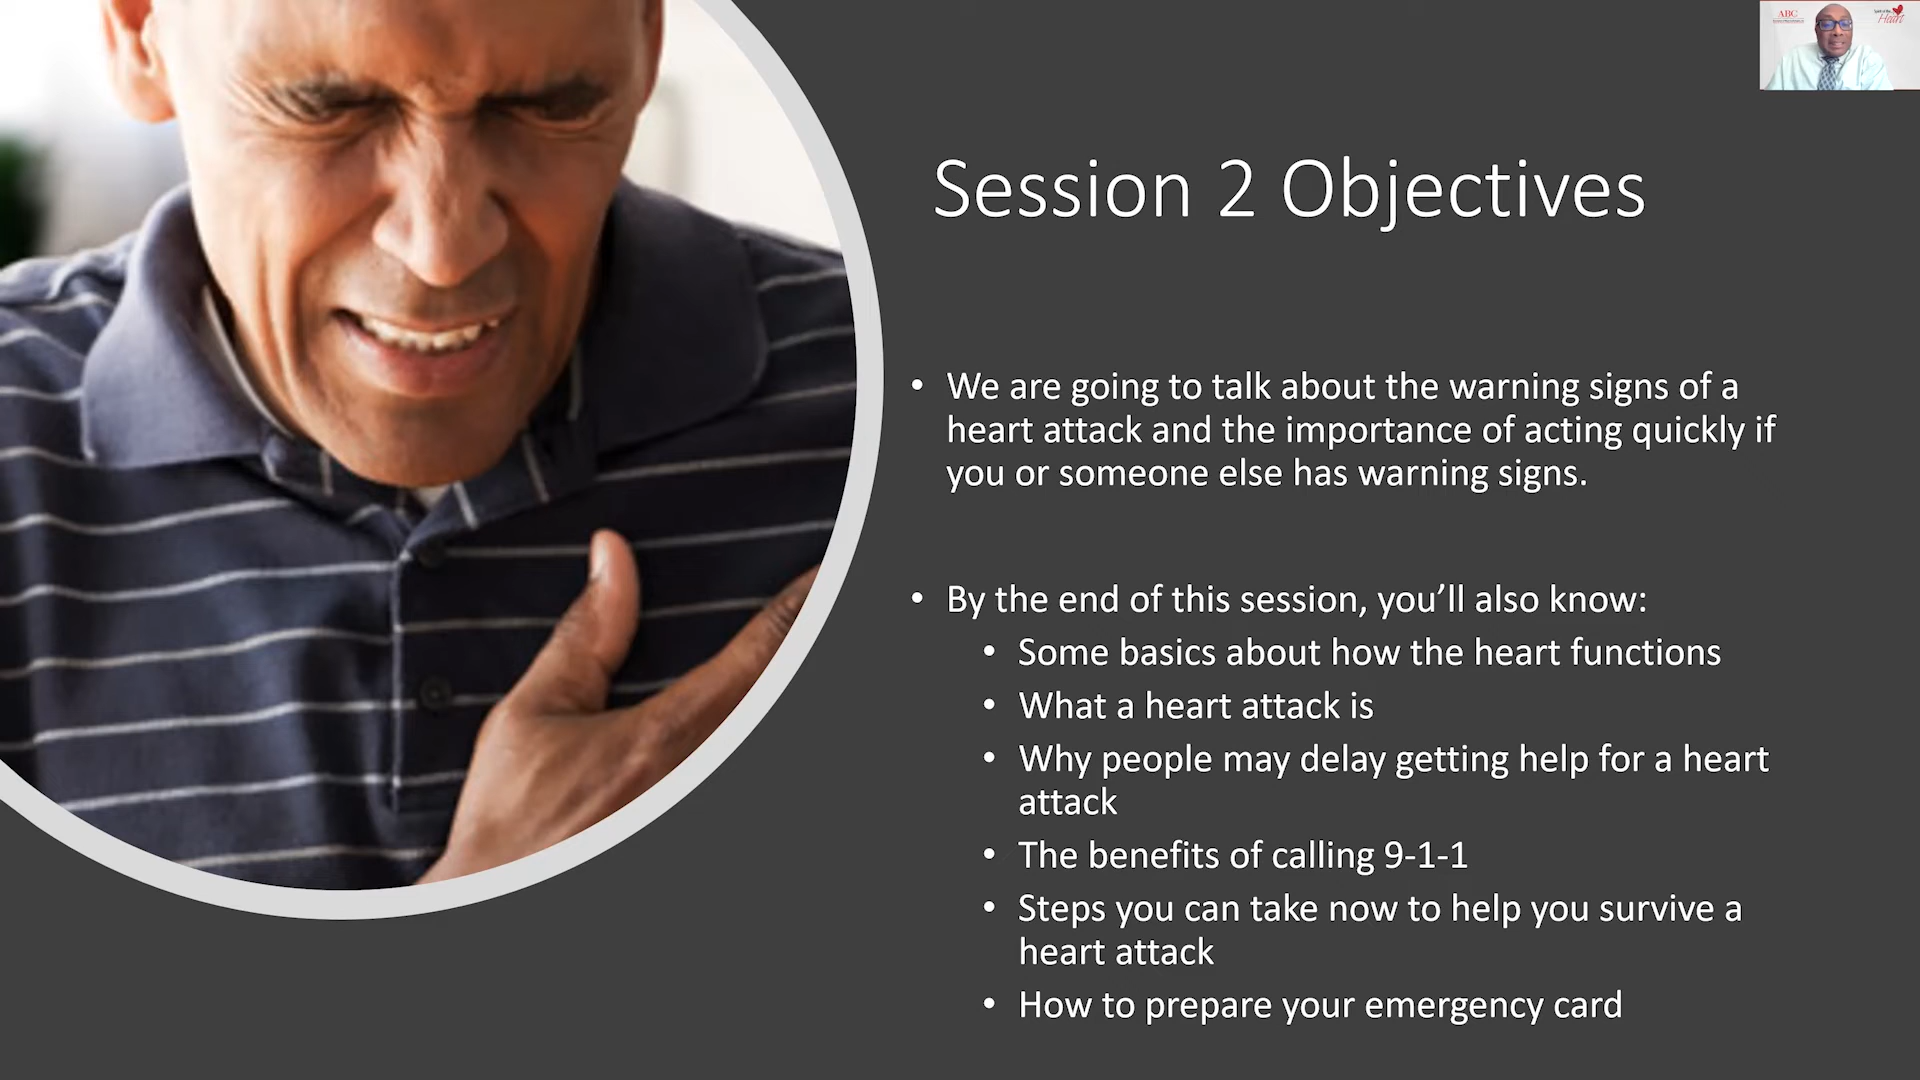 ABC
Heart
Session 2 Objectives
• We are going to talk about the warning signs of a
heart attack and the importance of acting quickly if
you or someone else has warning signs.
• By the end of this session, you’ll also know:
• Some basics about how the heart functions
• What a heart attack is
• Why people may delay getting help for a heart
attack
• The benefits of calling 9-1-1
• Steps you can take now to help you survive a
heart attack
• How to prepare your emergency card